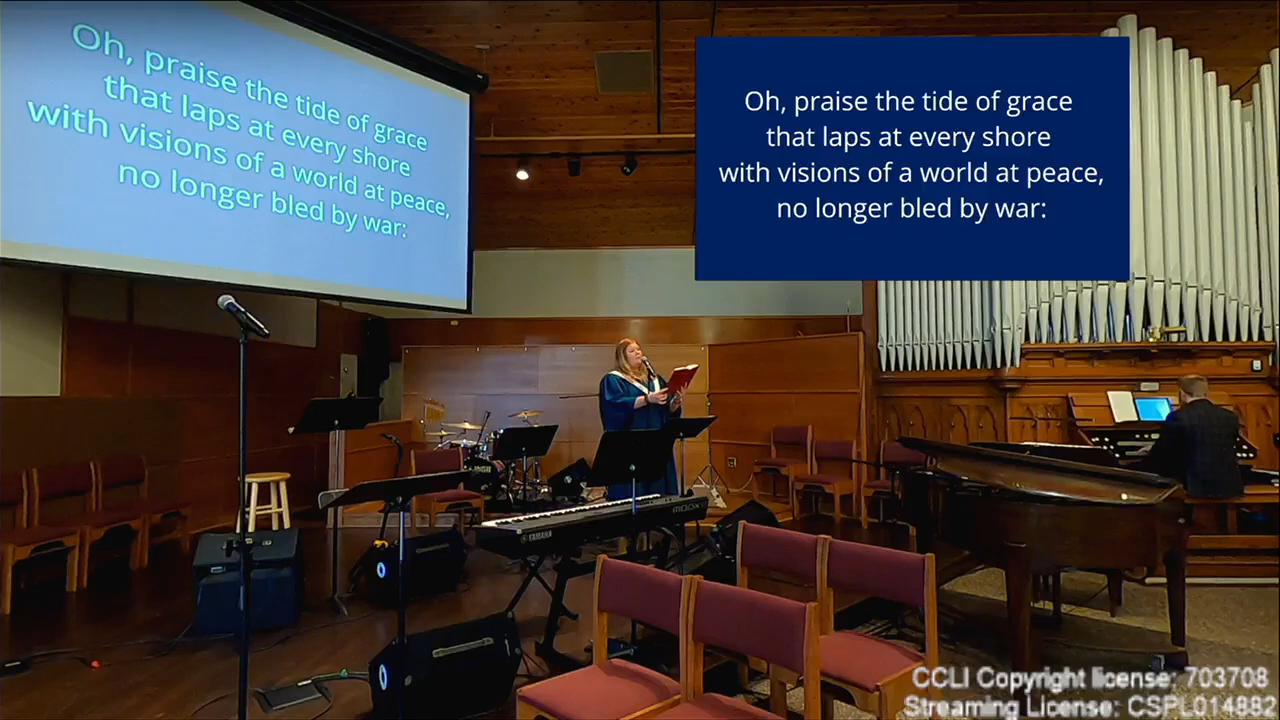 Oh, praise the tide of grace
that laps at every shore
with visions of a world at peace,
no longer bled by war:
Oh, praise the tide of grace
that laps at every shore
with visions of a world at peace,
no longer bled by war:
YAMAHA
MODX7
CCLI Copyright license: 703708
Streaming License: CSPL014882